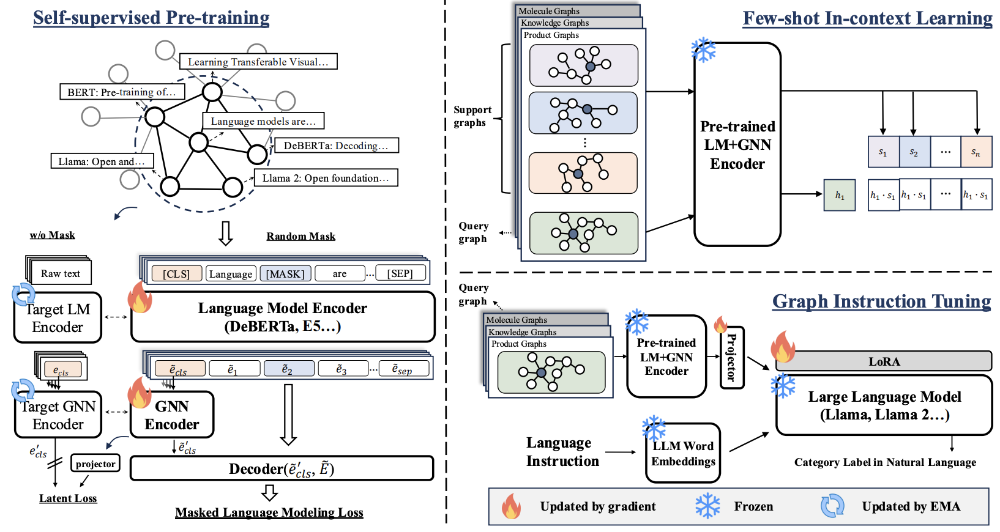 Self-supervised Pre-training
Learning Transferable Visual…
BERT: Pre-training of…
Language models are…
DeBERTa: Decoding…
Llama: Open and…
Llama 2: Open foundation…
w/o Mask
Random Mask
Raw text
[CLS] Language [MASK] are ... [SEP]
Target LM
Encoder
Language Model Encoder
(DeBERTa, E5…)
e_cls
ẽ_cls ẽ_1 ẽ_2 ẽ_3 ... ẽ_sep
Target GNN
Encoder
GNN
Encoder
e'_cls
ẽ'_cls
projector
Decoder(ẽ'_cls, Ẽ)
Latent Loss
Masked Language Modeling Loss
Few-shot In-context Learning
Molecule Graphs
Knowledge Graphs
Product Graphs
Support
graphs
...
Query
graph
Pre-trained
LM+GNN
Encoder
s_1 s_2 ... s_n
h_1
h_1 · s_1 h_1 · s_1 ... h_1 · s_1
Graph Instruction Tuning
Query
graph
Molecule Graphs
Knowledge Graphs
Product Graphs
Pre-trained
LM+GNN
Encoder
Projector
LoRA
Large Language Model
(Llama, Llama 2…)
Language
Instruction
LLM Word
Embeddings
Category Label in Natural Language
Updated by gradient
Frozen
Updated by EMA